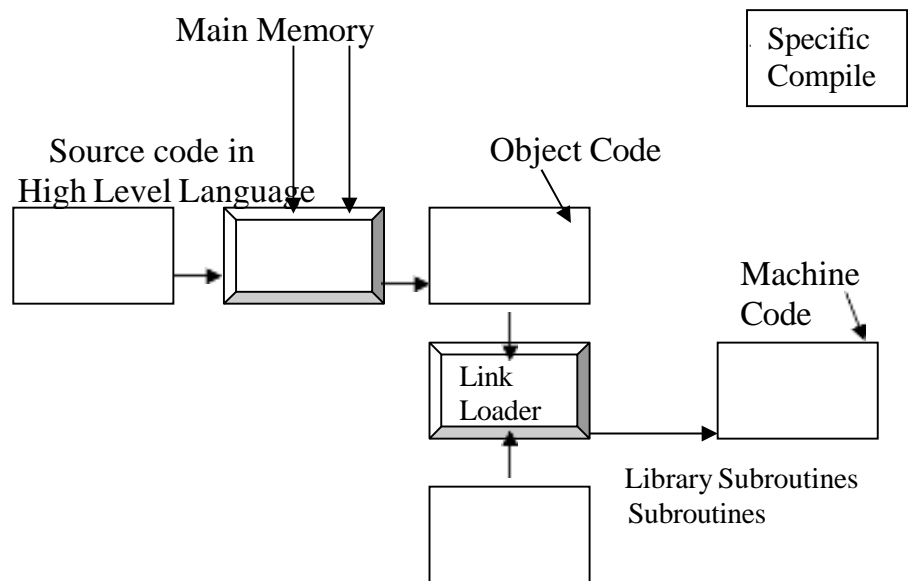 Main Memory
Specific
Compile
Source code in
High Level Language
Object Code
Machine
Code
Link
Loader
Library Subroutines
Subroutines